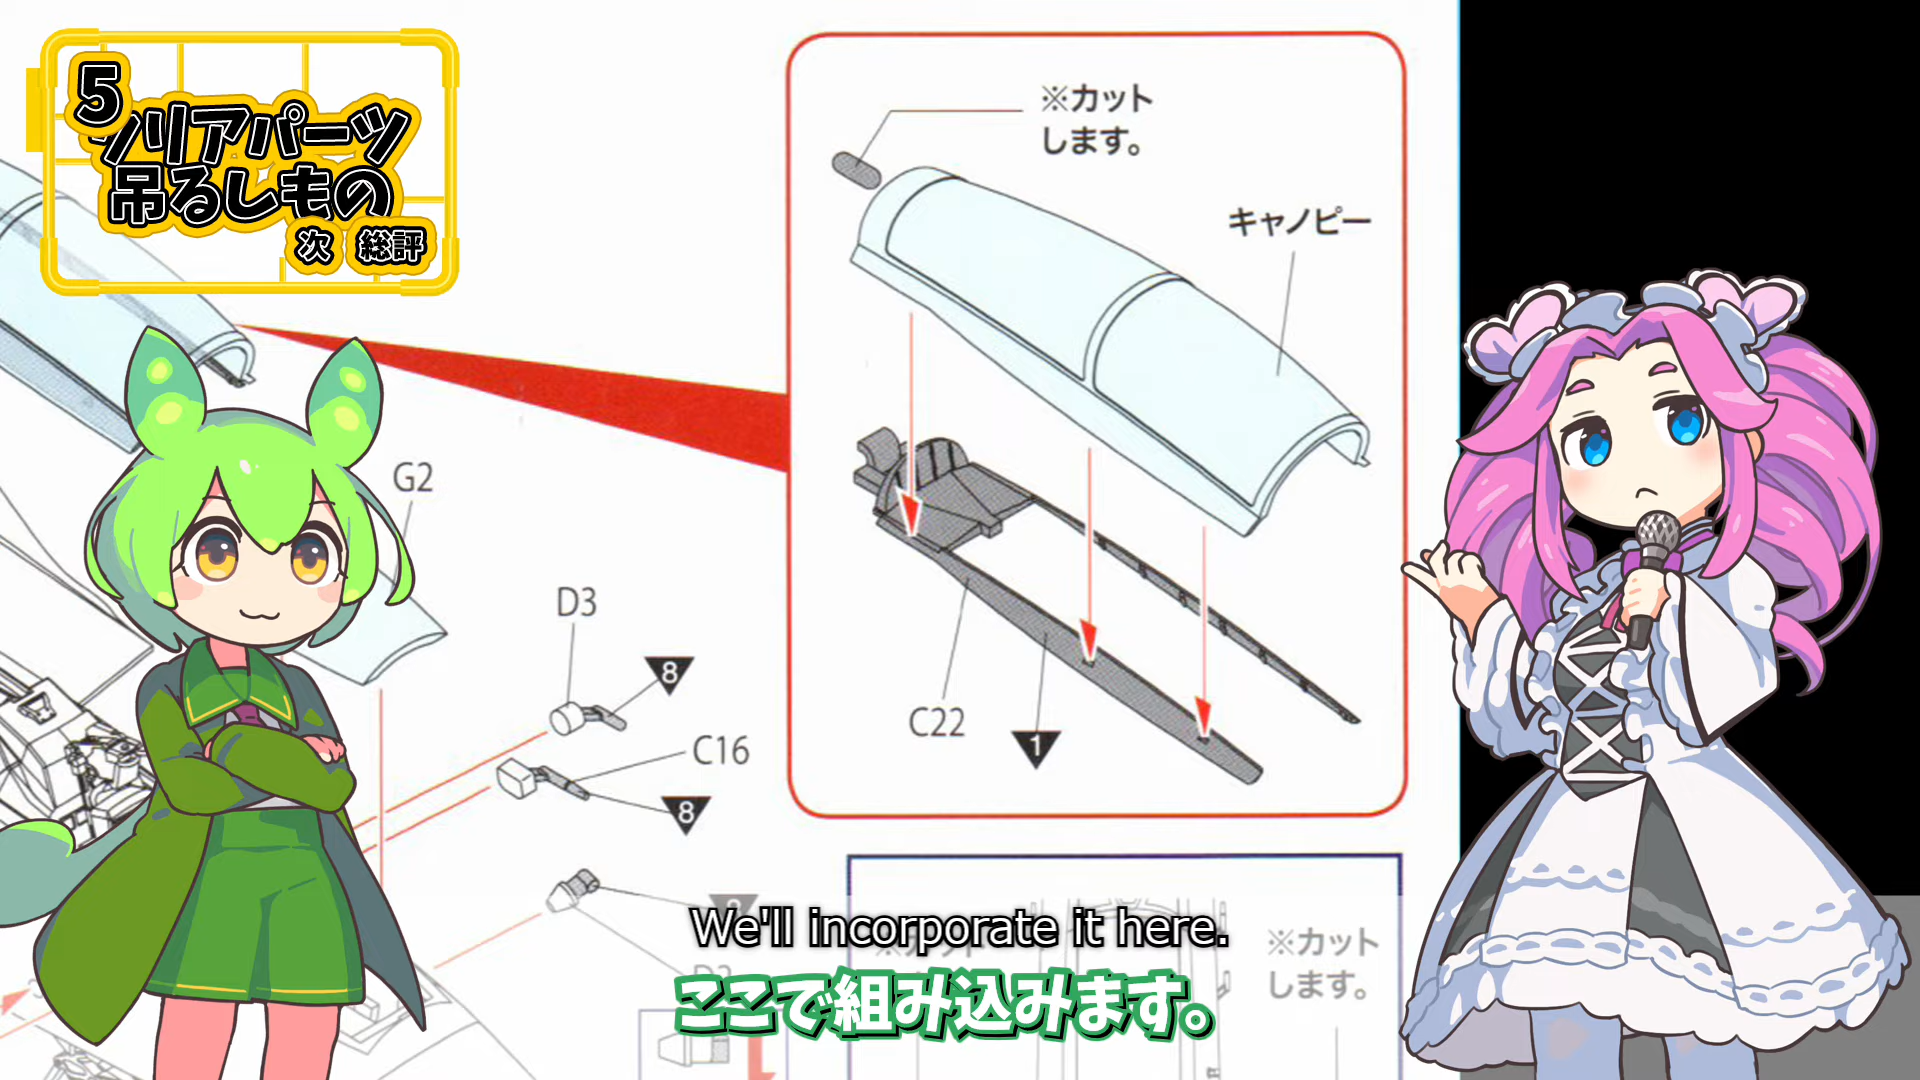 5
クリアパーツ
吊るしもの
次 総評
※カット
します。
キャノピー
G2
D3
8
C16
8
C22
1
※カット
します。
We'll incorporate it here.
ここで組み込みます。